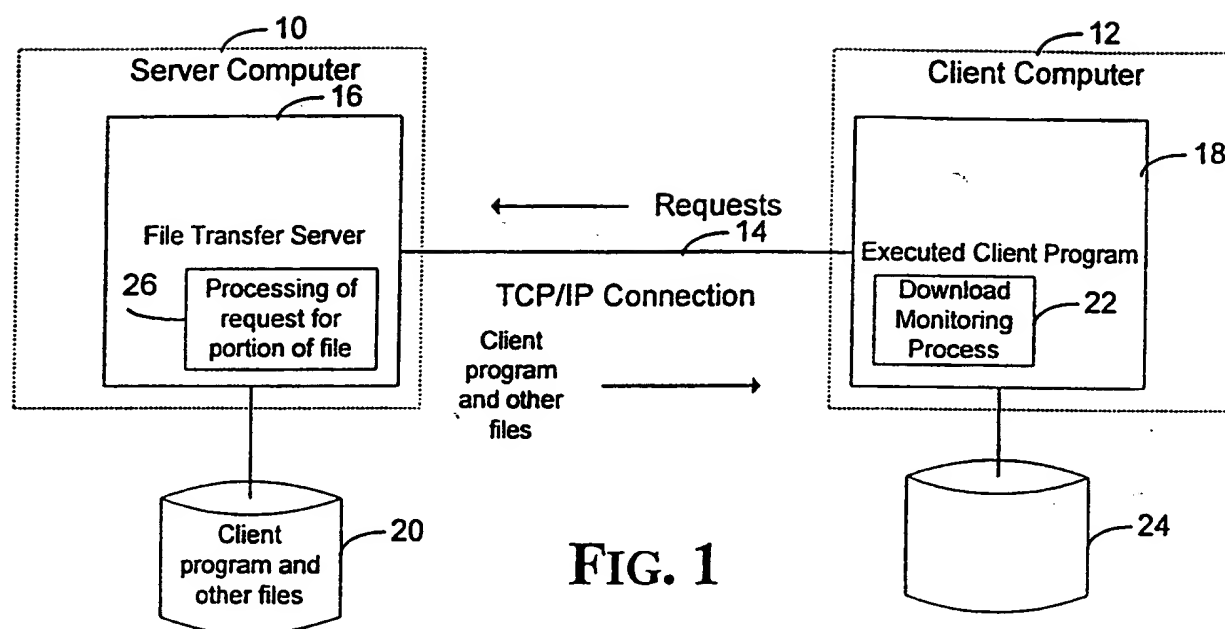 10
Server Computer
16
File Transfer Server
26
Processing of
request for
portion of file
Client
program and
other files
20
Requests
14
TCP/IP Connection
Client
program
and other
files
12
Client Computer
18
Executed Client Program
Download
Monitoring
Process
22
24
FIG. 1